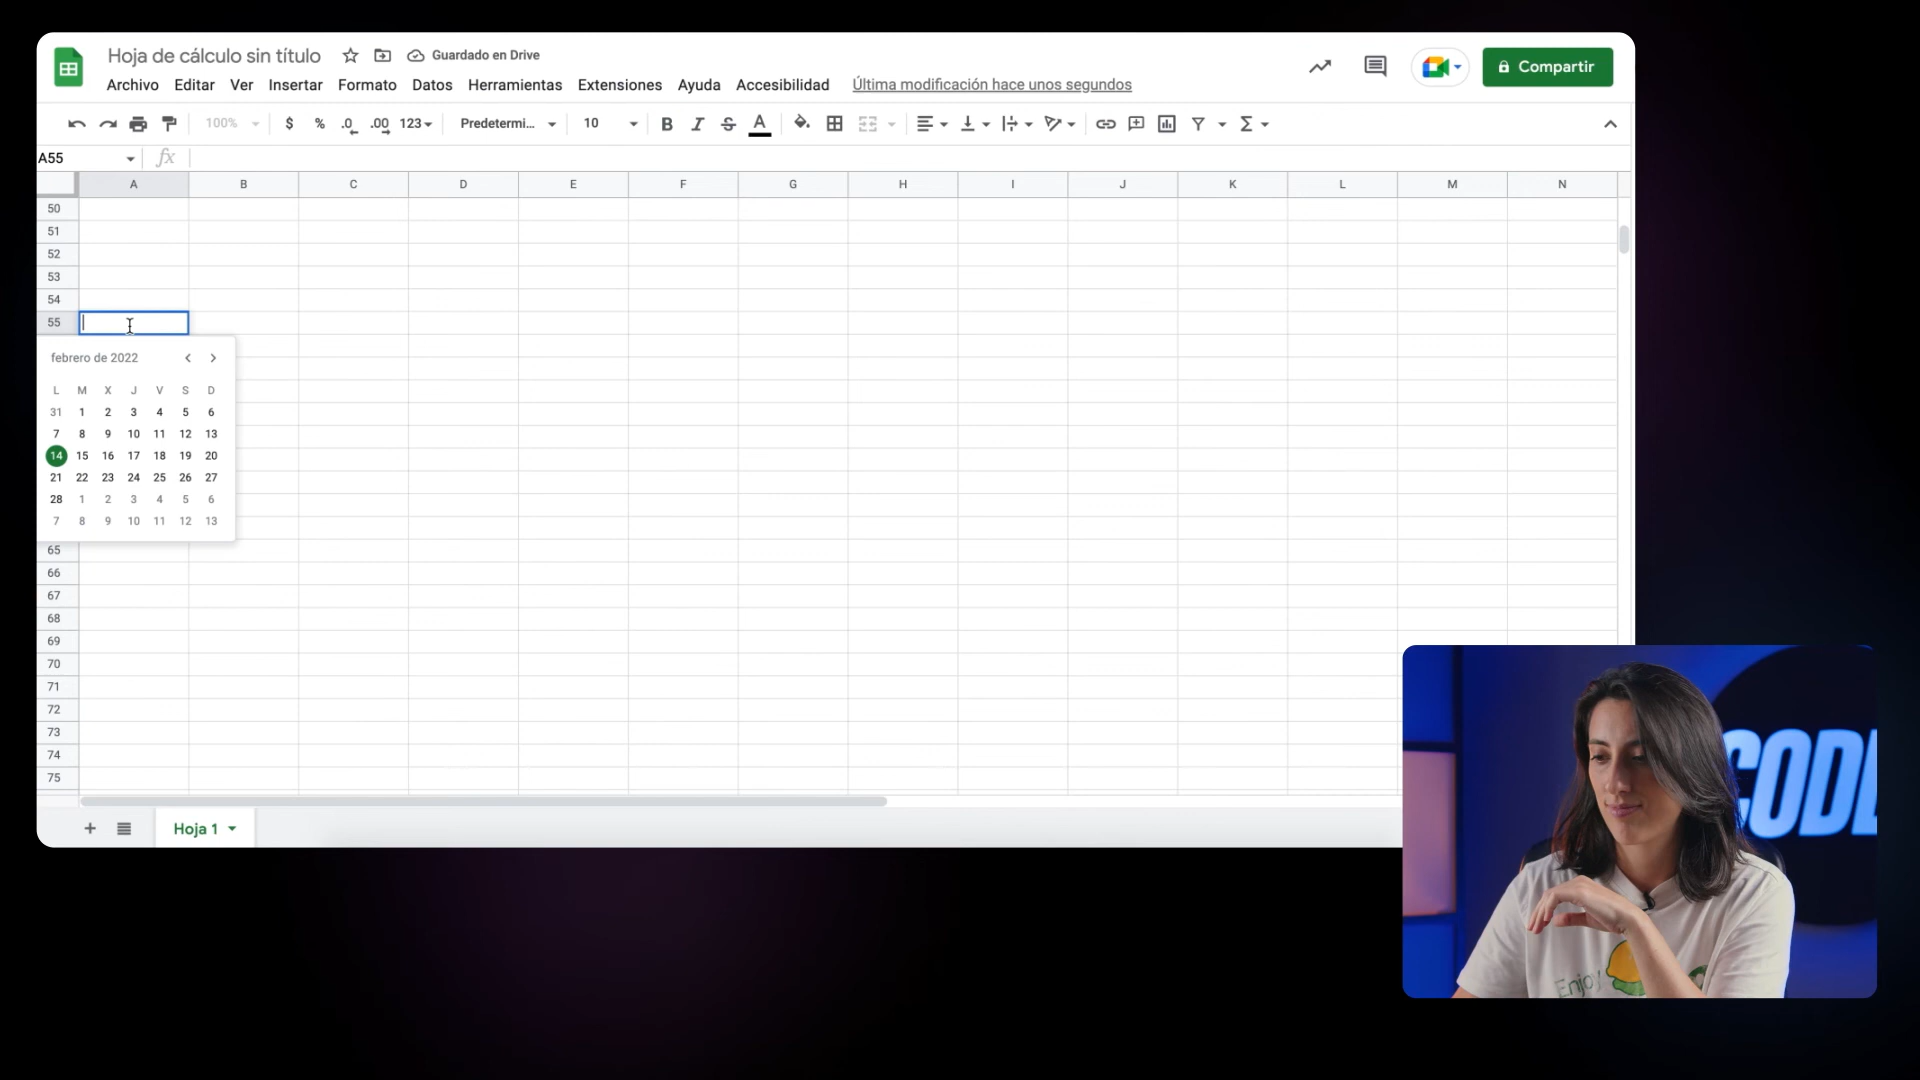 Hoja de cálculo sin título Guardado en Drive
Archivo Editar Ver Insertar Formato Datos Herramientas Extensiones Ayuda Accesibilidad Última modificación hace unos segundos
Compartir
100% $ % .0 .00 123 Predetermi... 10 B I S A Σ
A55 fx
A B C D E F G H I J K L M N
50
51
52
53
54
55
febrero de 2022
L M X J V S D
31 1 2 3 4 5 6
7 8 9 10 11 12 13
14 15 16 17 18 19 20
21 22 23 24 25 26 27
28 1 2 3 4 5 6
7 8 9 10 11 12 13
65
66
67
68
69
70
71
72
73
74
75
Hoja 1
Enjoy